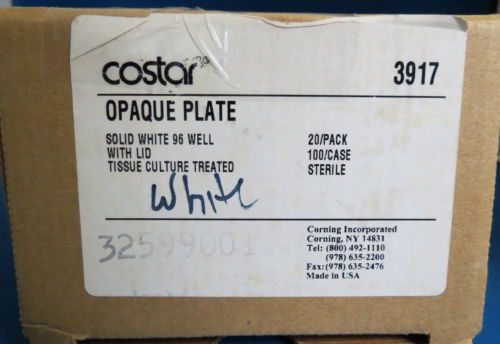 costar 3917
OPAQUE PLATE
SOLID WHITE 96 WELL 20/PACK
WITH LID 100/CASE
TISSUE CULTURE TREATED STERILE
White
32599001
Corning Incorporated
Corning, NY 14831
Tel: (800) 492-1110
(978) 635-2200
Fax:(978) 635-2476
Made in USA